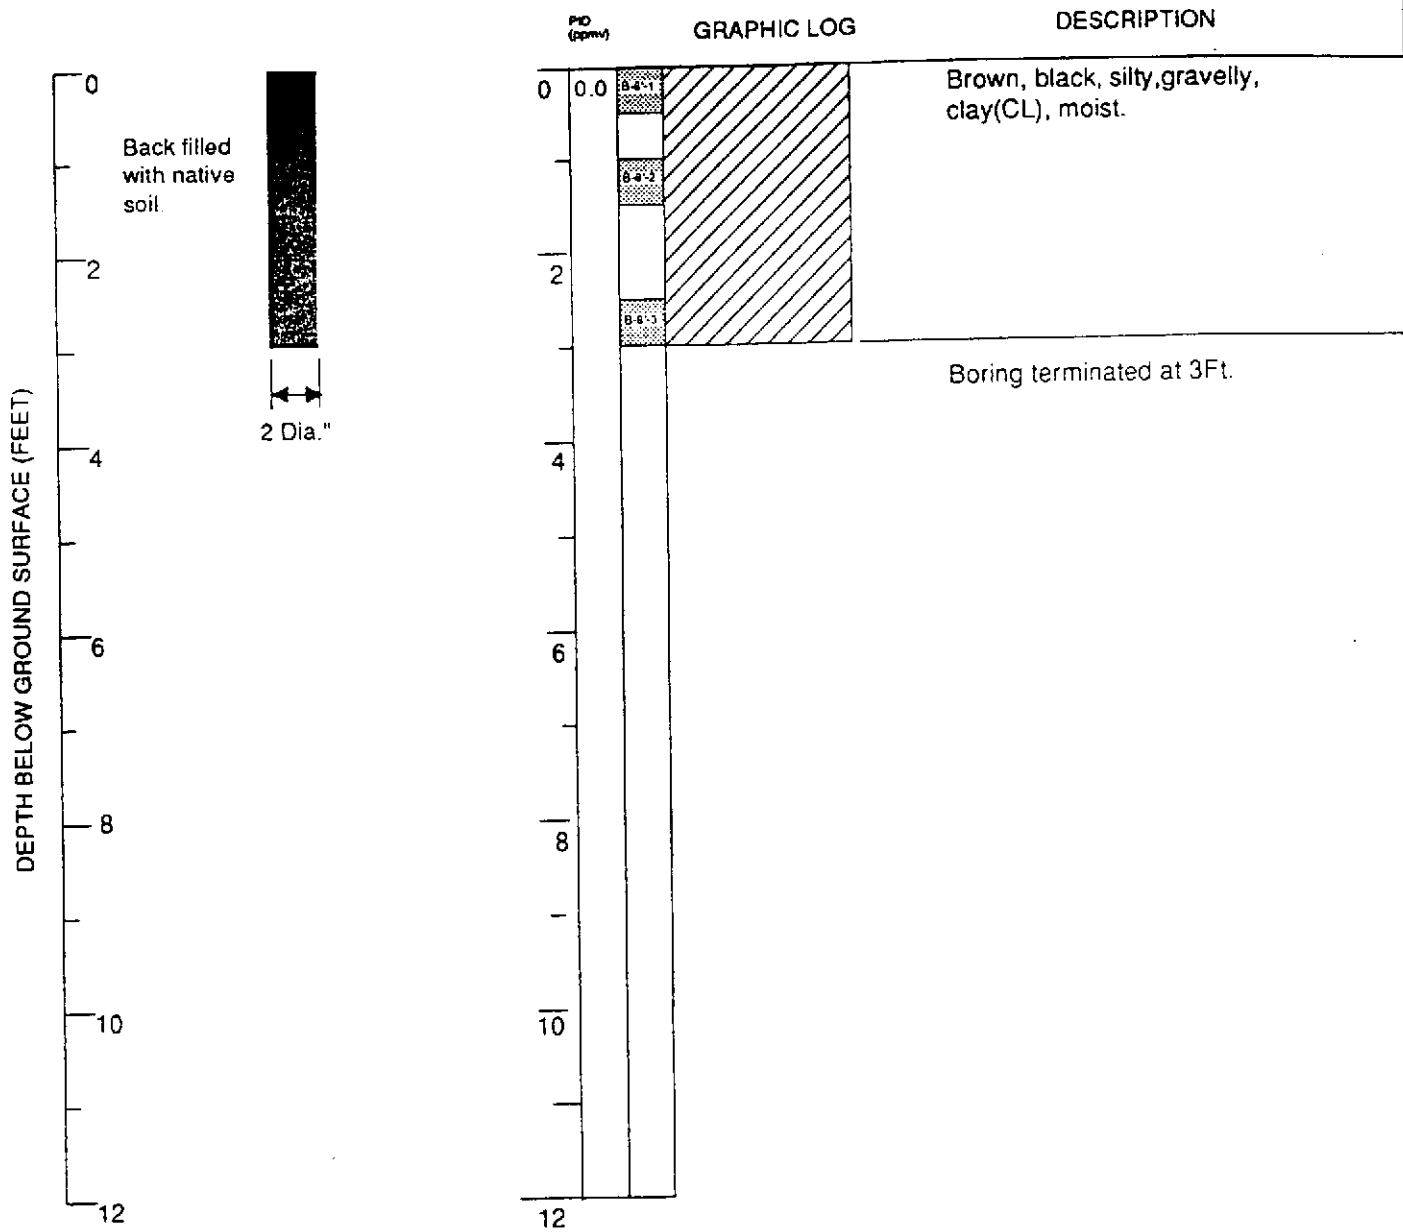 PID
(ppmv)
GRAPHIC LOG
DESCRIPTION
DEPTH BELOW GROUND SURFACE (FEET)
0
2
4
6
8
10
12
Back filled
with native
soil.
2 Dia."
0
2
4
6
8
10
12
0.0
Brown, black, silty,gravelly,
clay(CL), moist.
Boring terminated at 3Ft.